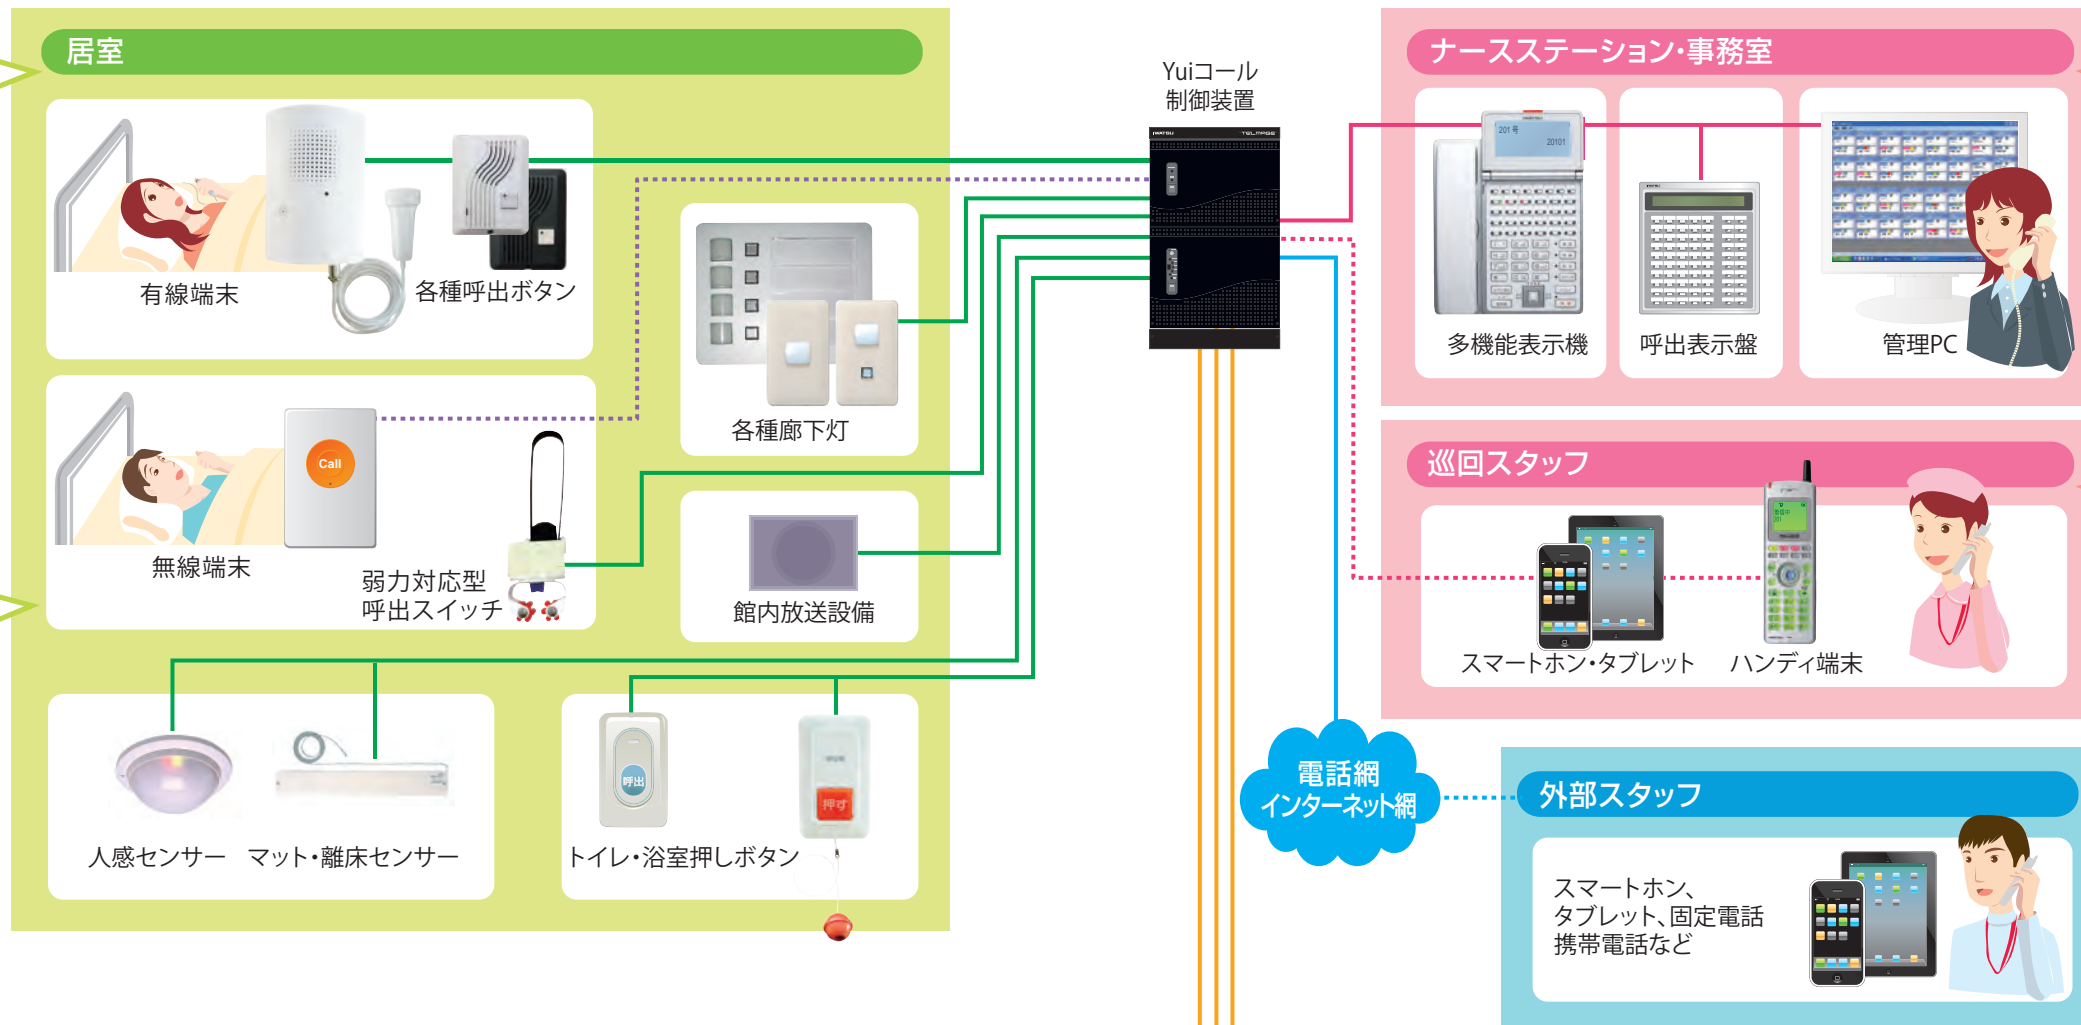 居室
有線端末
各種呼出ボタン
Call
無線端末
弱力対応型
呼出スイッチ
各種廊下灯
館内放送設備
人感センサー
マット・離床センサー
呼出
押す
トイレ・浴室押しボタン
Yuiコール
制御装置
IWATSU
TELMAGE
ナースステーション・事務室
201号
20101
多機能表示機
呼出表示盤
管理PC
巡回スタッフ
スマートホン・タブレット
ハンディ端末
電話網
インターネット網
外部スタッフ
スマートホン、
タブレット、固定電話
携帯電話など